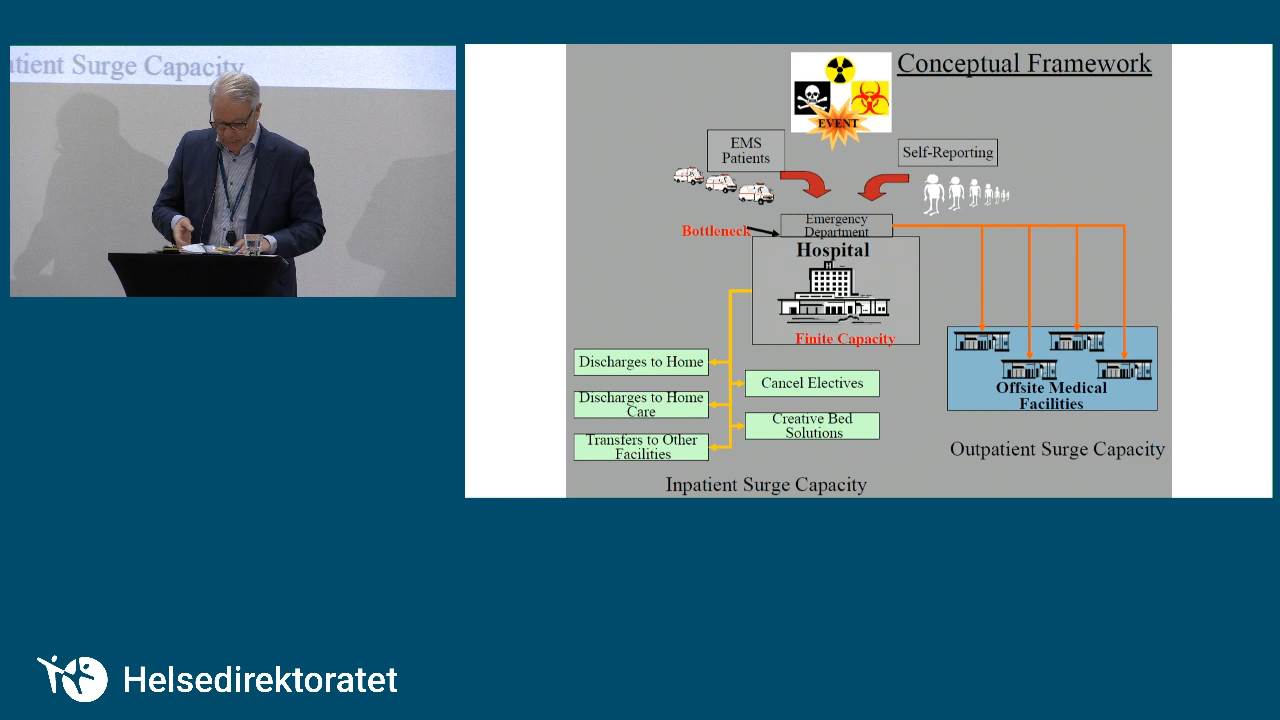 tient Surge Capacity
Conceptual Framework
EVENT
EMS
Patients
Self-Reporting
Emergency
Department
Bottleneck
Hospital
H
Finite Capacity
Discharges to Home
Cancel Electives
Discharges to Home
Care
Creative Bed
Solutions
Transfers to Other
Facilities
Inpatient Surge Capacity
Offsite Medical
Facilities
Outpatient Surge Capacity
Helsedirektoratet